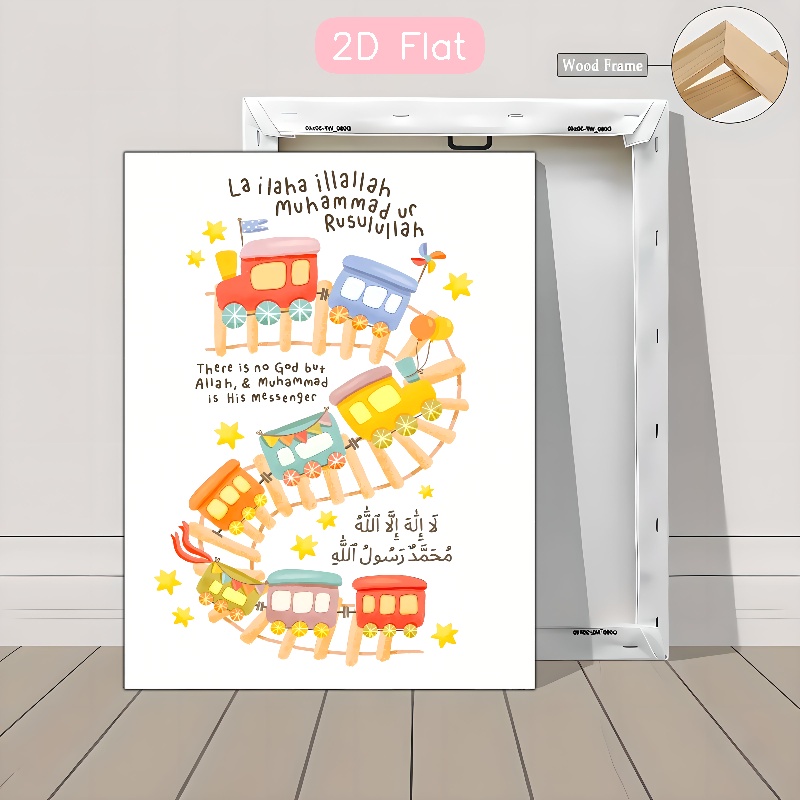 2D Flat
Wood Frame
La ilaha illallah
Muhammad ur
Rusulullah
There is no God but
Allah, & Muhammad
is His messenger
لَا إِلَٰهَ إِلَّا ٱللَّٰهُ
مُحَمَّدٌ رَسُولُ ٱللَّٰهِ